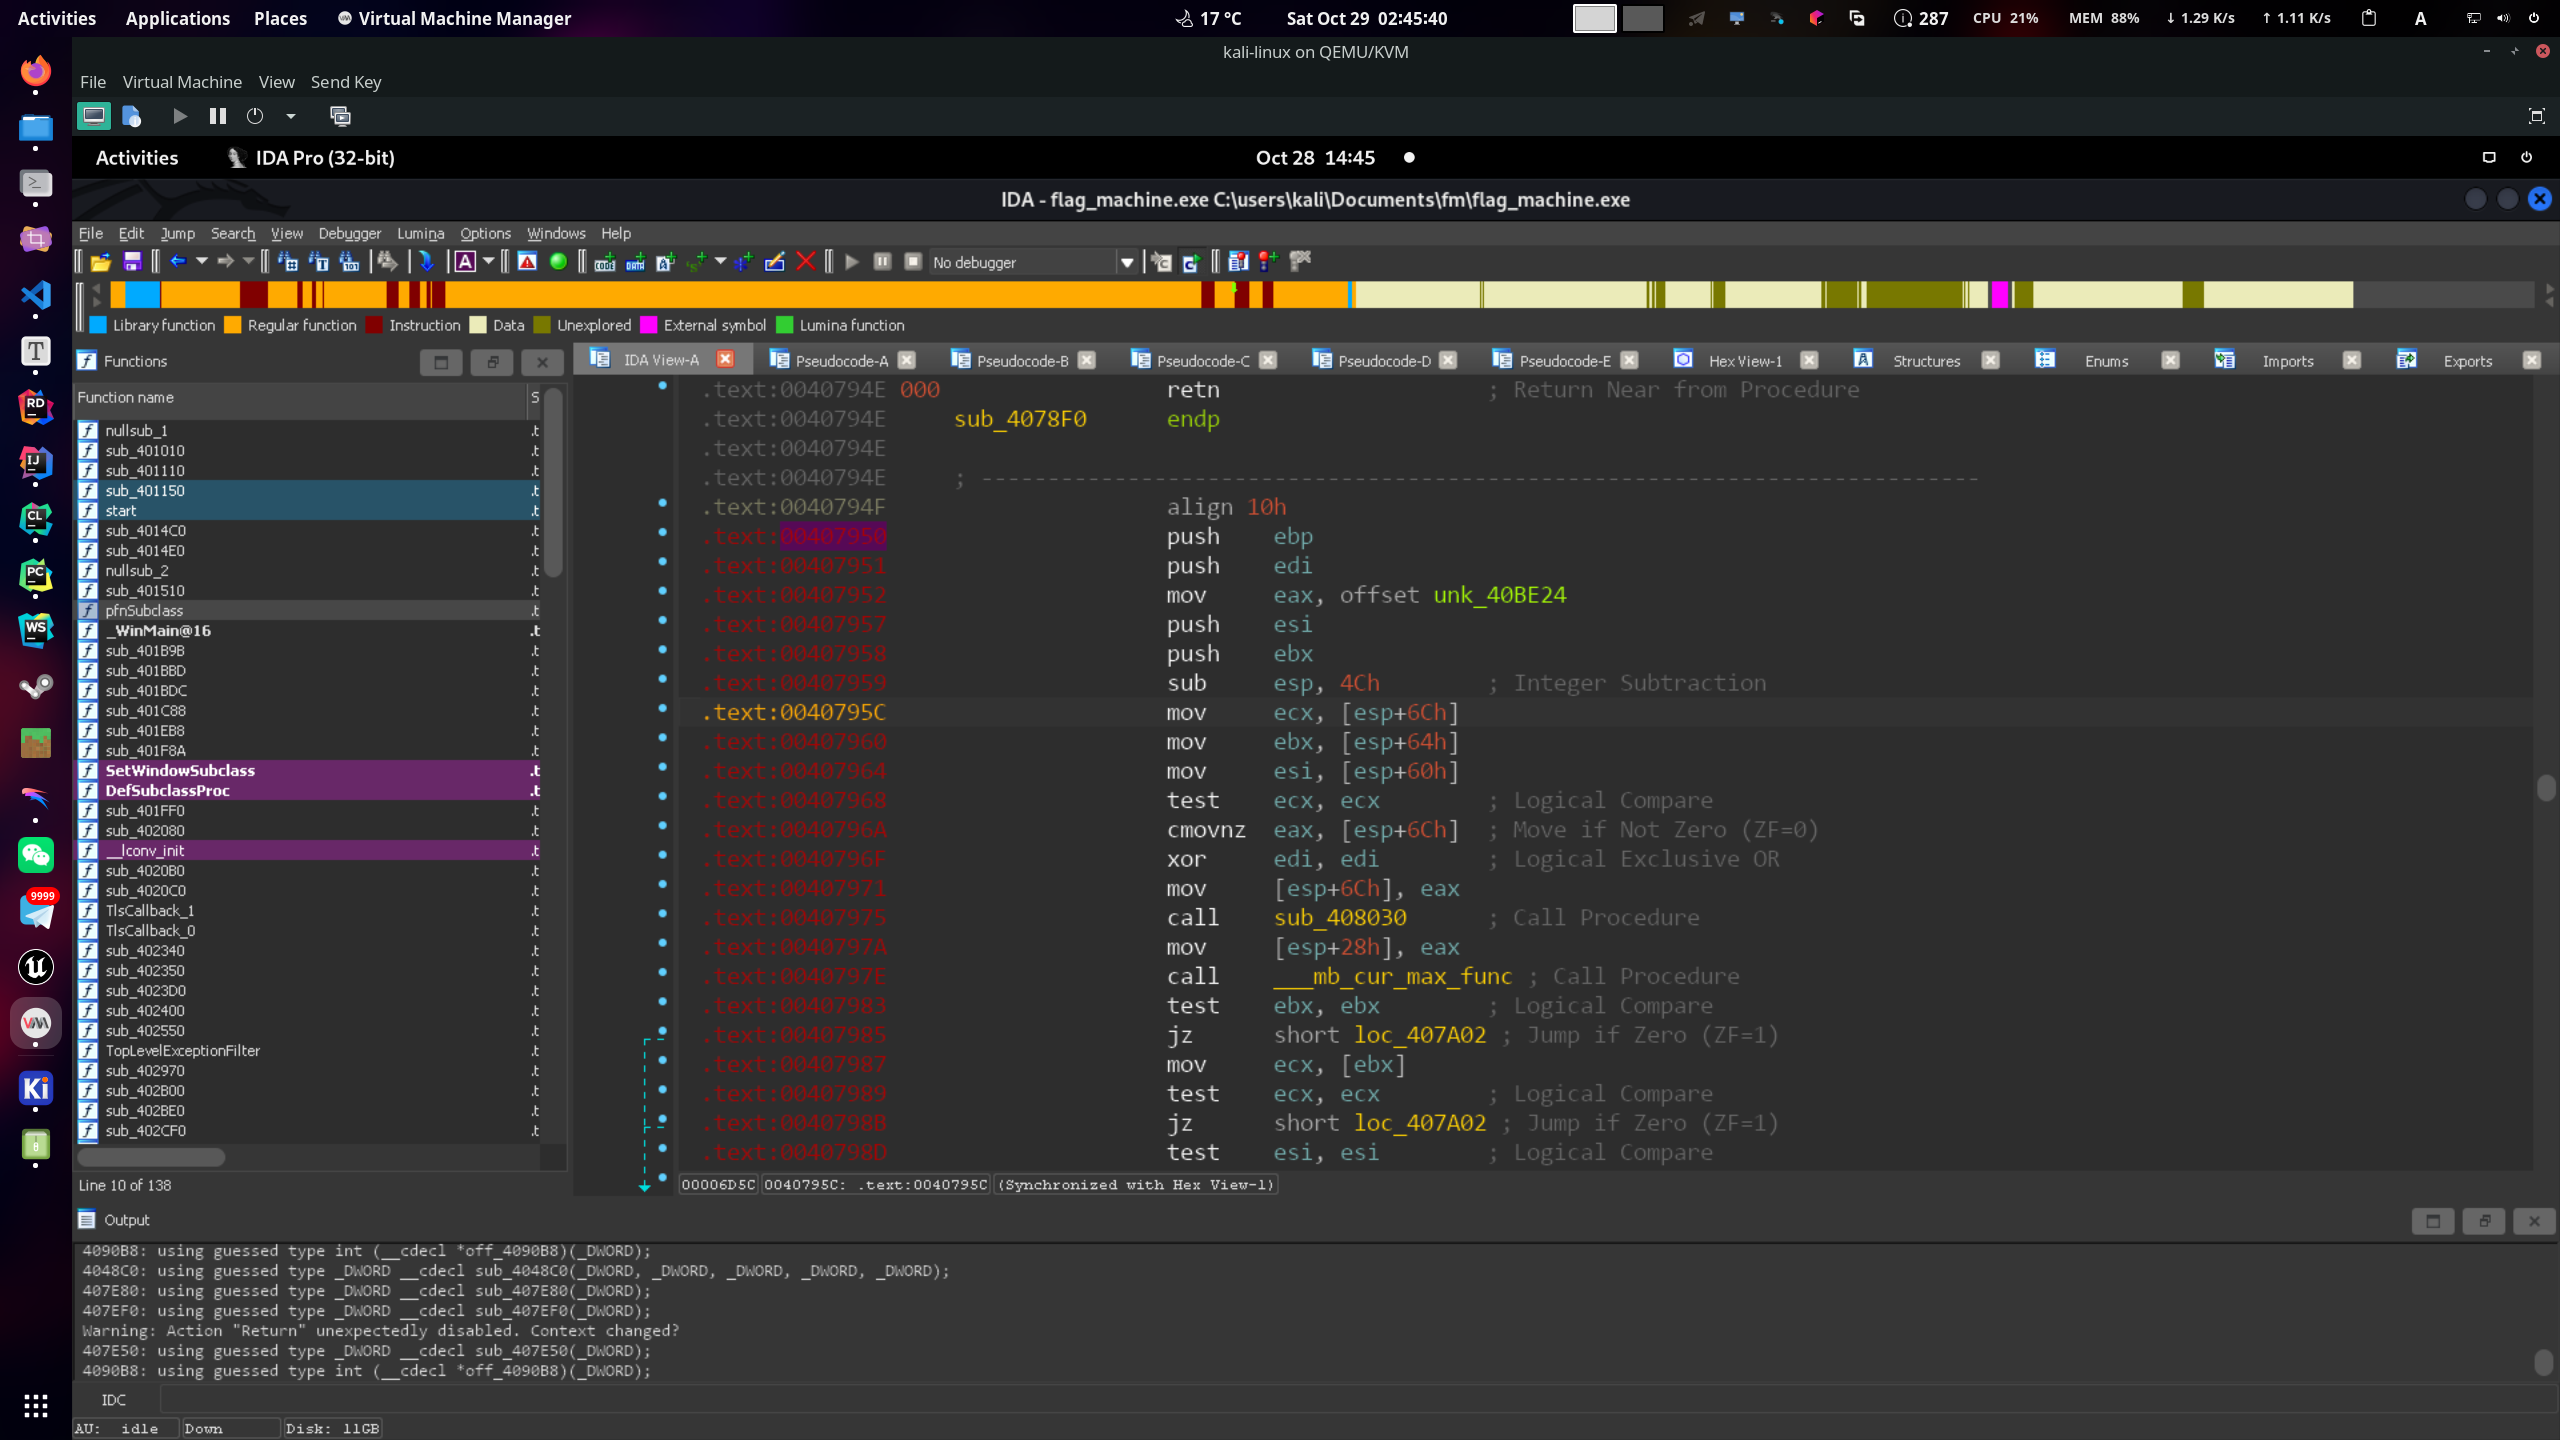 Activities Applications Places Virtual Machine Manager 17 °C Sat Oct 29 02:45:40 287 CPU 21% MEM 88% ↓ 1.29 K/s ↑ 1.11 K/s A
kali-linux on QEMU/KVM
File Virtual Machine View Send Key
Activities IDA Pro (32-bit) Oct 28 14:45
IDA - flag_machine.exe C:\users\kali\Documents\fm\flag_machine.exe
File Edit Jump Search View Debugger Lumina Options Windows Help
No debugger
Library function Regular function Instruction Data Unexplored External symbol Lumina function
Functions
IDA View-A Pseudocode-A Pseudocode-B Pseudocode-C Pseudocode-D Pseudocode-E Hex View-1 Structures Enums Imports Exports
Function name S
nullsub_1 .t
sub_401010 .t
sub_401110 .t
sub_401150 .t
start .t
sub_4014C0 .t
sub_4014E0 .t
nullsub_2 .t
sub_401510 .t
pfnSubclass .t
_WinMain@16 .t
sub_401B9B .t
sub_401BBD .t
sub_401BDC .t
sub_401C88 .t
sub_401EB8 .t
sub_401F8A .t
SetWindowSubclass .t
DefSubclassProc .t
sub_401FF0 .t
sub_402080 .t
__lconv_init .t
sub_4020B0 .t
sub_4020C0 .t
TlsCallback_1 .t
TlsCallback_0 .t
sub_402340 .t
sub_402350 .t
sub_4023D0 .t
sub_402400 .t
sub_402550 .t
TopLevelExceptionFilter .t
sub_402970 .t
sub_402B00 .t
sub_402BE0 .t
sub_402CF0 .t
Line 10 of 138
.text:0040794E 000 retn ; Return Near from Procedure
.text:0040794E sub_4078F0 endp
.text:0040794E
.text:0040794E ; ---------------------------------------------------------------------------
.text:0040794F align 10h
.text:00407950 push ebp
.text:00407951 push edi
.text:00407952 mov eax, offset unk_40BE24
.text:00407957 push esi
.text:00407958 push ebx
.text:00407959 sub esp, 4Ch ; Integer Subtraction
.text:0040795C mov ecx, [esp+6Ch]
.text:00407960 mov ebx, [esp+64h]
.text:00407964 mov esi, [esp+60h]
.text:00407968 test ecx, ecx ; Logical Compare
.text:0040796A cmovnz eax, [esp+6Ch] ; Move if Not Zero (ZF=0)
.text:0040796F xor edi, edi ; Logical Exclusive OR
.text:00407971 mov [esp+6Ch], eax
.text:00407975 call sub_408030 ; Call Procedure
.text:0040797A mov [esp+28h], eax
.text:0040797E call ___mb_cur_max_func ; Call Procedure
.text:00407983 test ebx, ebx ; Logical Compare
.text:00407985 jz short loc_407A02 ; Jump if Zero (ZF=1)
.text:00407987 mov ecx, [ebx]
.text:00407989 test ecx, ecx ; Logical Compare
.text:0040798B jz short loc_407A02 ; Jump if Zero (ZF=1)
.text:0040798D test esi, esi ; Logical Compare
00006D5C 0040795C: .text:0040795C (Synchronized with Hex View-1)
Output
4090B8: using guessed type int (__cdecl *off_4090B8)(_DWORD);
4048C0: using guessed type _DWORD __cdecl sub_4048C0(_DWORD, _DWORD, _DWORD, _DWORD, _DWORD);
407E80: using guessed type _DWORD __cdecl sub_407E80(_DWORD);
407EF0: using guessed type _DWORD __cdecl sub_407EF0(_DWORD);
Warning: Action "Return" unexpectedly disabled. Context changed?
407E50: using guessed type _DWORD __cdecl sub_407E50(_DWORD);
4090B8: using guessed type int (__cdecl *off_4090B8)(_DWORD);
IDC
AU: idle Down Disk: 11GB
T
RD
IJ
CL
PC
WS
9999
Ki